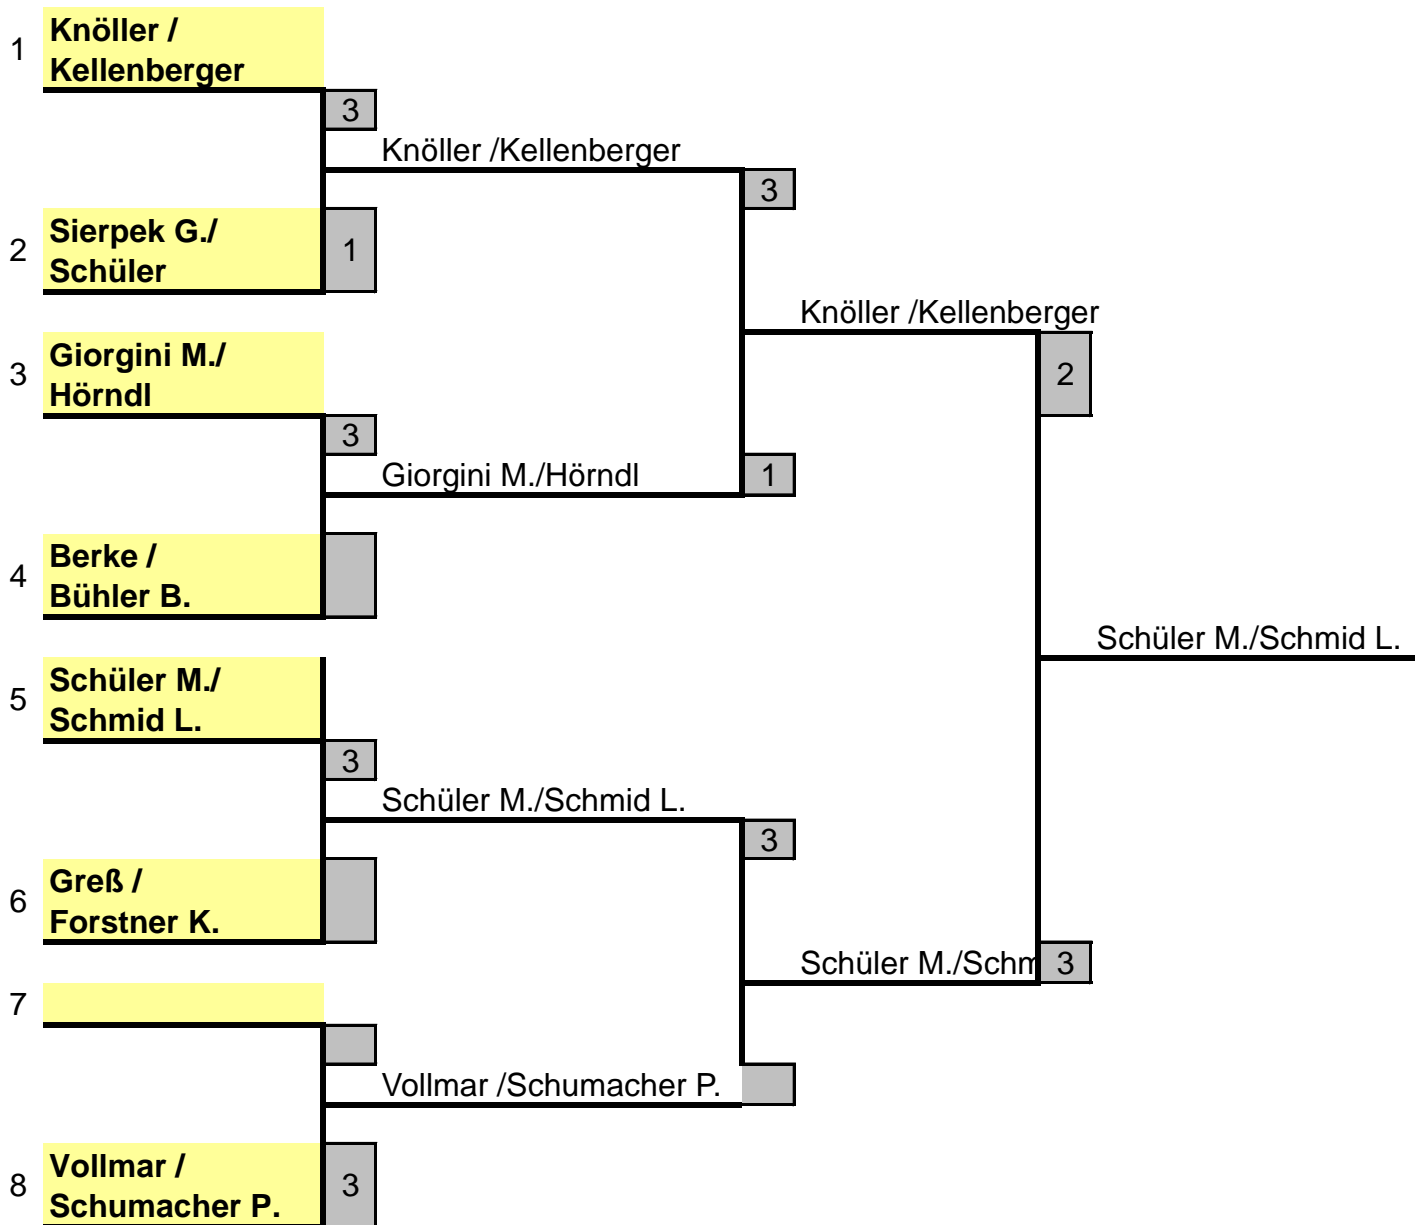 1
Knöller /
Kellenberger
3
Knöller /Kellenberger
3
2
Sierpek G./
Schüler
1
Knöller /Kellenberger
2
3
Giorgini M./
Hörndl
3
Giorgini M./Hörndl
1
4
Berke /
Bühler B.
Schüler M./Schmid L.
5
Schüler M./
Schmid L.
3
Schüler M./Schmid L.
3
6
Greß /
Forstner K.
Schüler M./Schm
3
7
Vollmar /Schumacher P.
8
Vollmar /
Schumacher P.
3